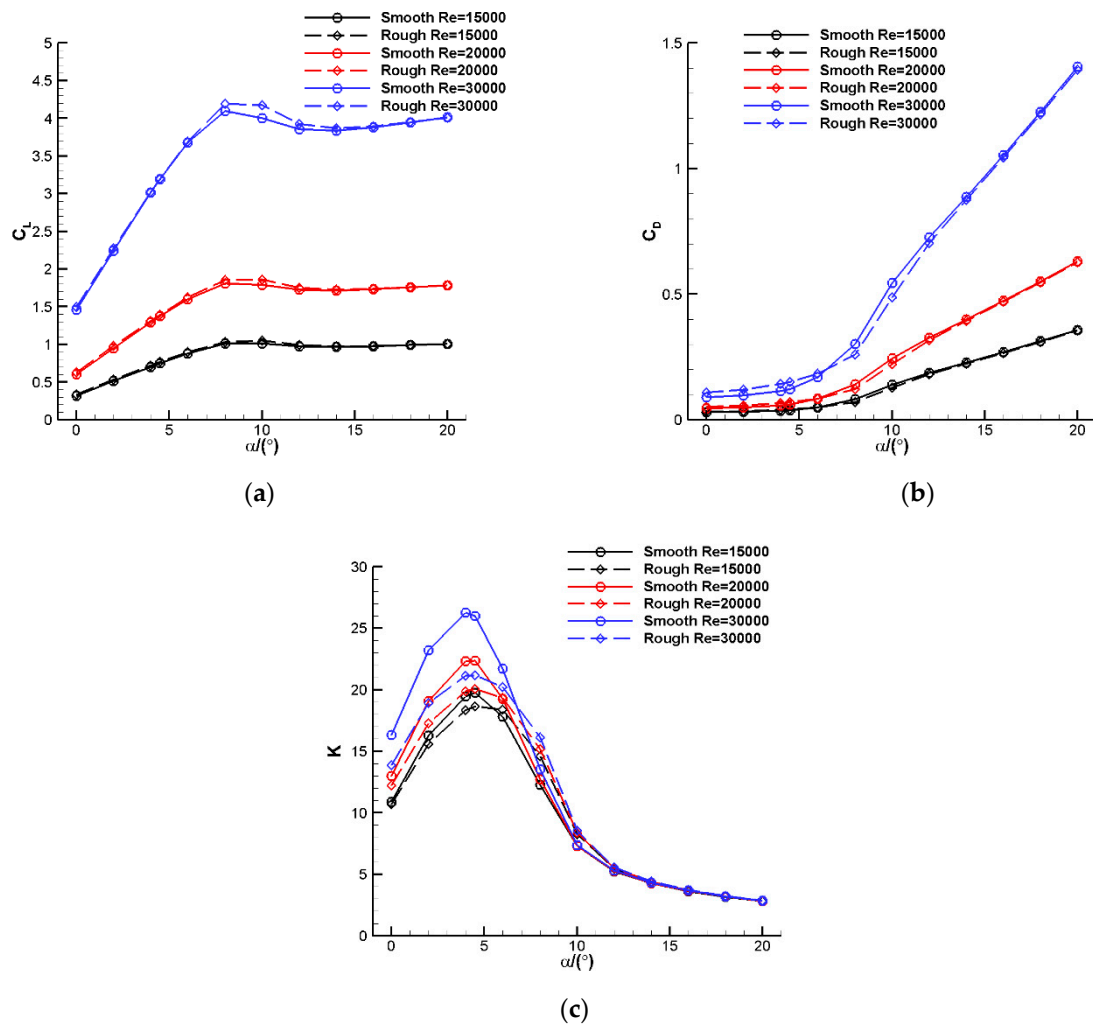 Smooth Re=15000
Rough Re=15000
Smooth Re=20000
Rough Re=20000
Smooth Re=30000
Rough Re=30000
5
4.5
4
3.5
3
2.5
2
1.5
1
0.5
0
C_L
0 5 10 15 20
α/(°)
(a)
Smooth Re=15000
Rough Re=15000
Smooth Re=20000
Rough Re=20000
Smooth Re=30000
Rough Re=30000
1.5
1
0.5
0
C_D
0 5 10 15 20
α/(°)
(b)
Smooth Re=15000
Rough Re=15000
Smooth Re=20000
Rough Re=20000
Smooth Re=30000
Rough Re=30000
30
25
20
15
10
5
0
K
0 5 10 15 20
α/(°)
(c)